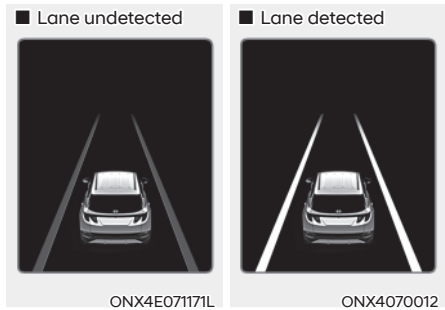 ■ Lane undetected
■ Lane detected
ONX4E071171L
ONX4070012